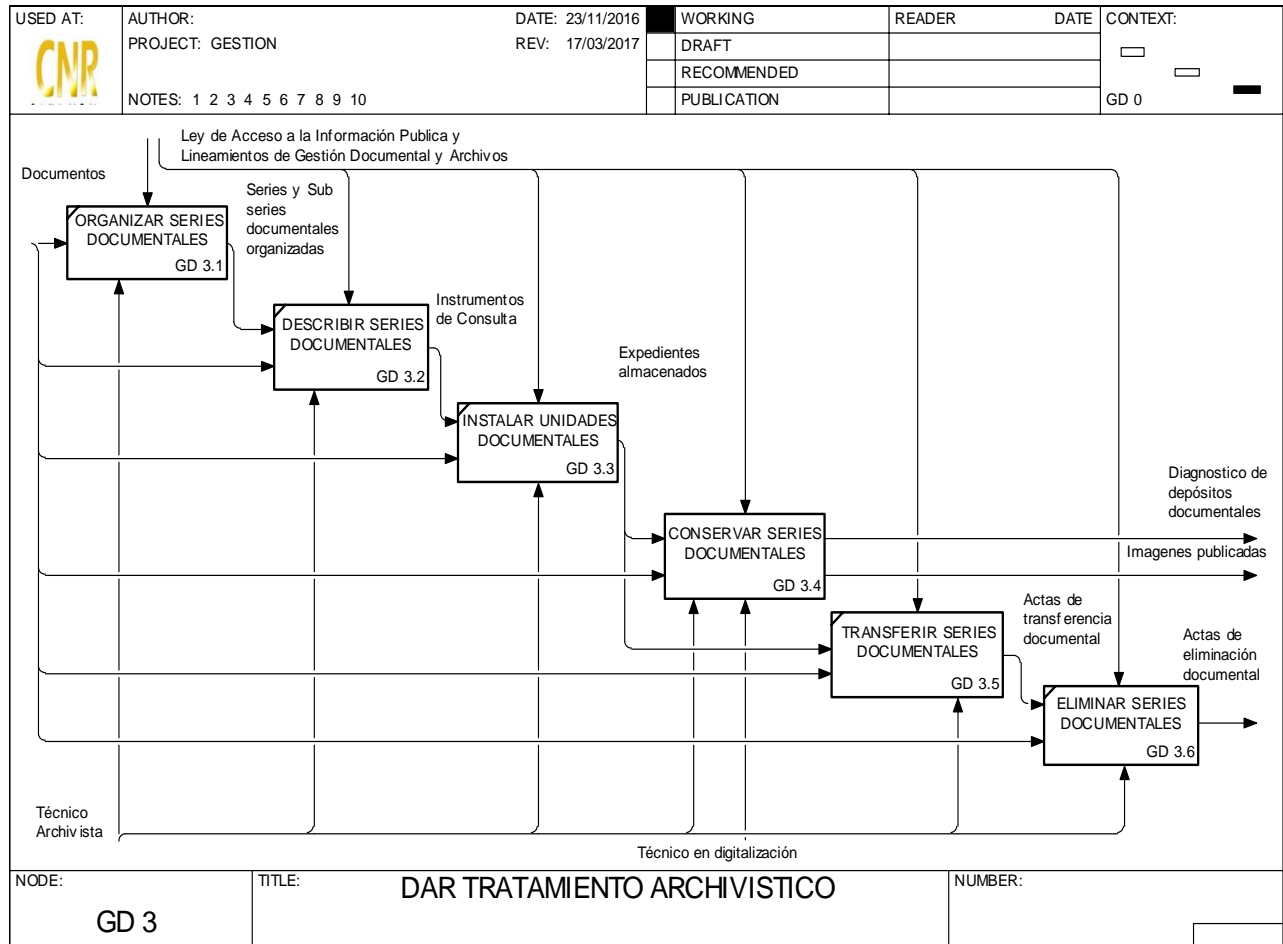 USED AT:
AUTHOR:
DATE: 23/11/2016
WORKING
READER
DATE
CONTEXT:
PROJECT: GESTION
REV: 17/03/2017
DRAFT
RECOMMENDED
NOTES: 1 2 3 4 5 6 7 8 9 10
PUBLICATION
GD 0
CNR
Ley de Acceso a la Información Publica y
Lineamientos de Gestión Documental y Archivos
Documentos
ORGANIZAR SERIES
DOCUMENTALES
GD 3.1
Series y Sub
series
documentales
organizadas
DESCRIBIR SERIES
DOCUMENTALES
GD 3.2
Instrumentos
de Consulta
INSTALAR UNIDADES
DOCUMENTALES
GD 3.3
Expedientes
almacenados
CONSERVAR SERIES
DOCUMENTALES
GD 3.4
Diagnostico de
depósitos
documentales
Imagenes publicadas
TRANSFERIR SERIES
DOCUMENTALES
GD 3.5
Actas de
transferencia
documental
ELIMINAR SERIES
DOCUMENTALES
GD 3.6
Actas de
eliminación
documental
Técnico
Archivista
Técnico en digitalización
NODE:
GD 3
TITLE:
DAR TRATAMIENTO ARCHIVISTICO
NUMBER: